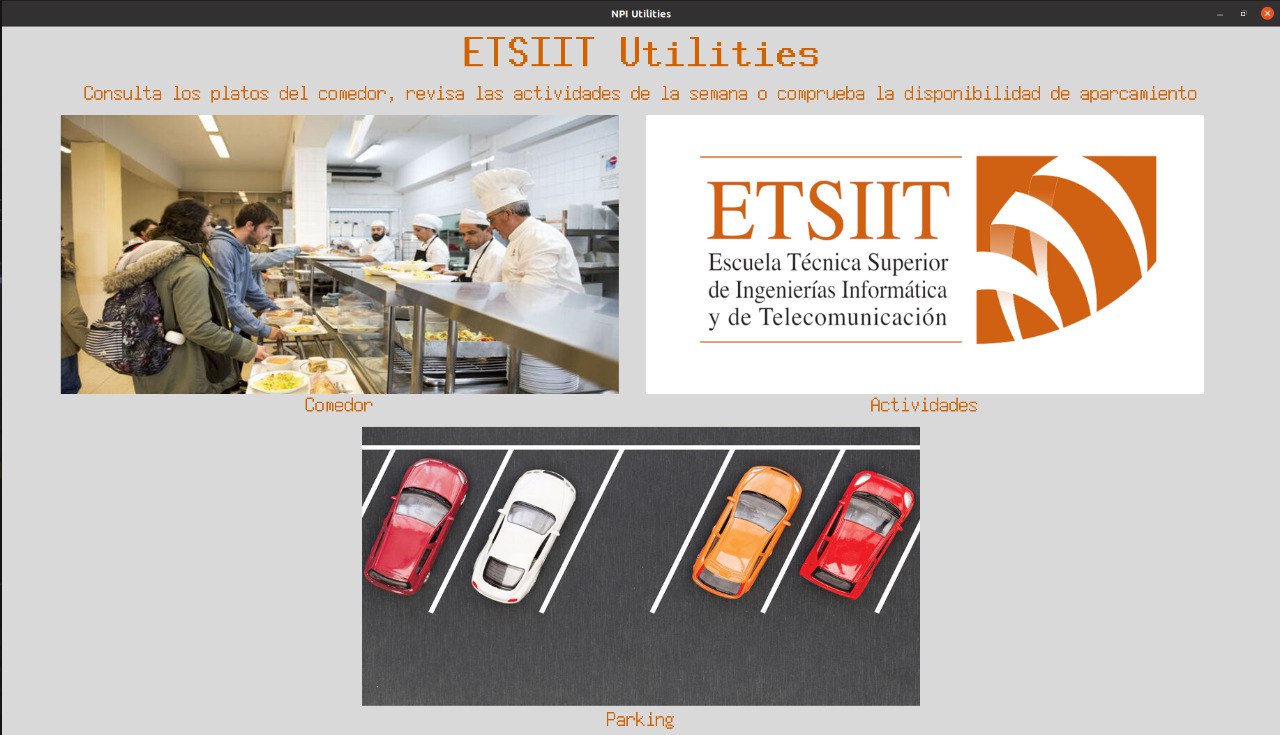 NPI Utilities
ETSIIT Utilities
Consulta los platos del comedor, revisa las actividades de la semana o comprueba la disponibilidad de aparcamiento
ETSIIT
Escuela Técnica Superior
de Ingenierías Informática
y de Telecomunicación
Comedor
Actividades
Parking